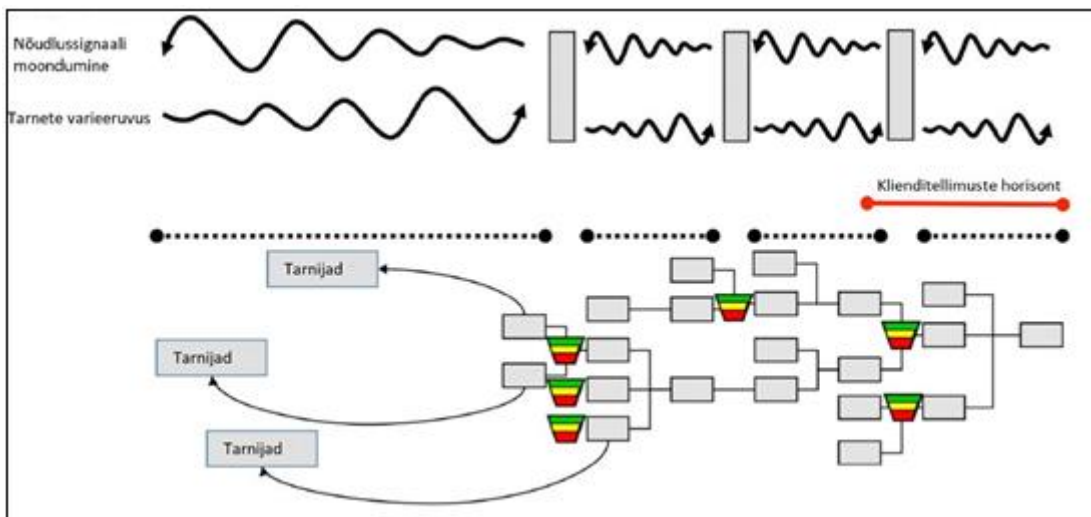 Nõudlussignaali
moondumine
Tarnete varieeruvus
Klienditellimuste horisont
Tarnijad
Tarnijad
Tarnijad